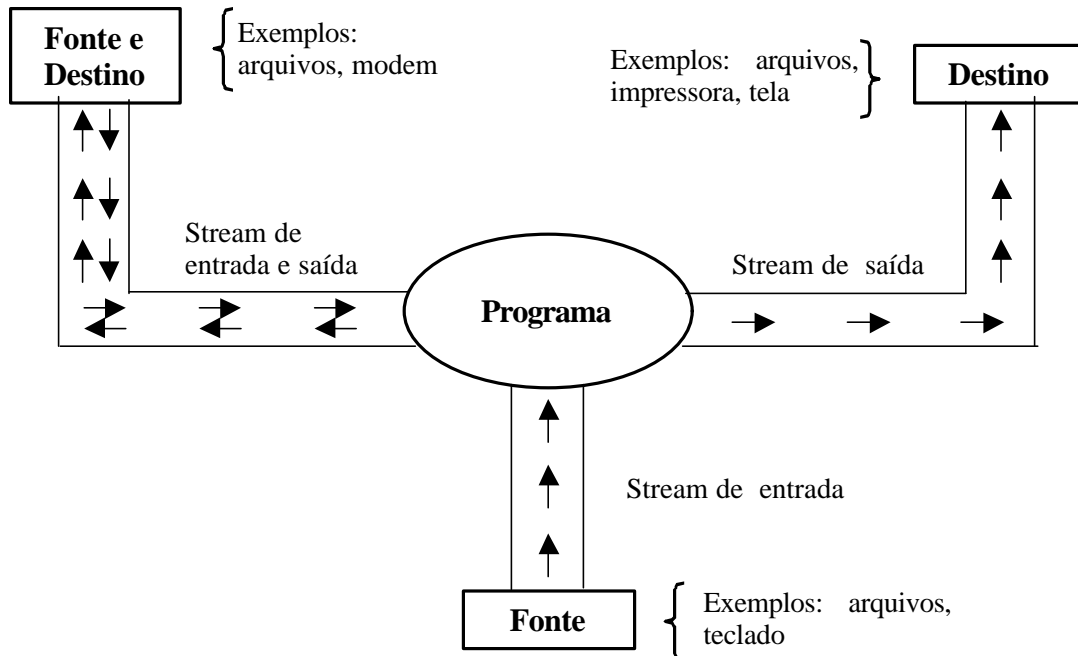 Fonte e
Destino
Exemplos:
arquivos, modem
Exemplos: arquivos,
impressora, tela
Destino
Stream de
entrada e saída
Programa
Stream de saída
Stream de entrada
Fonte
Exemplos: arquivos,
teclado